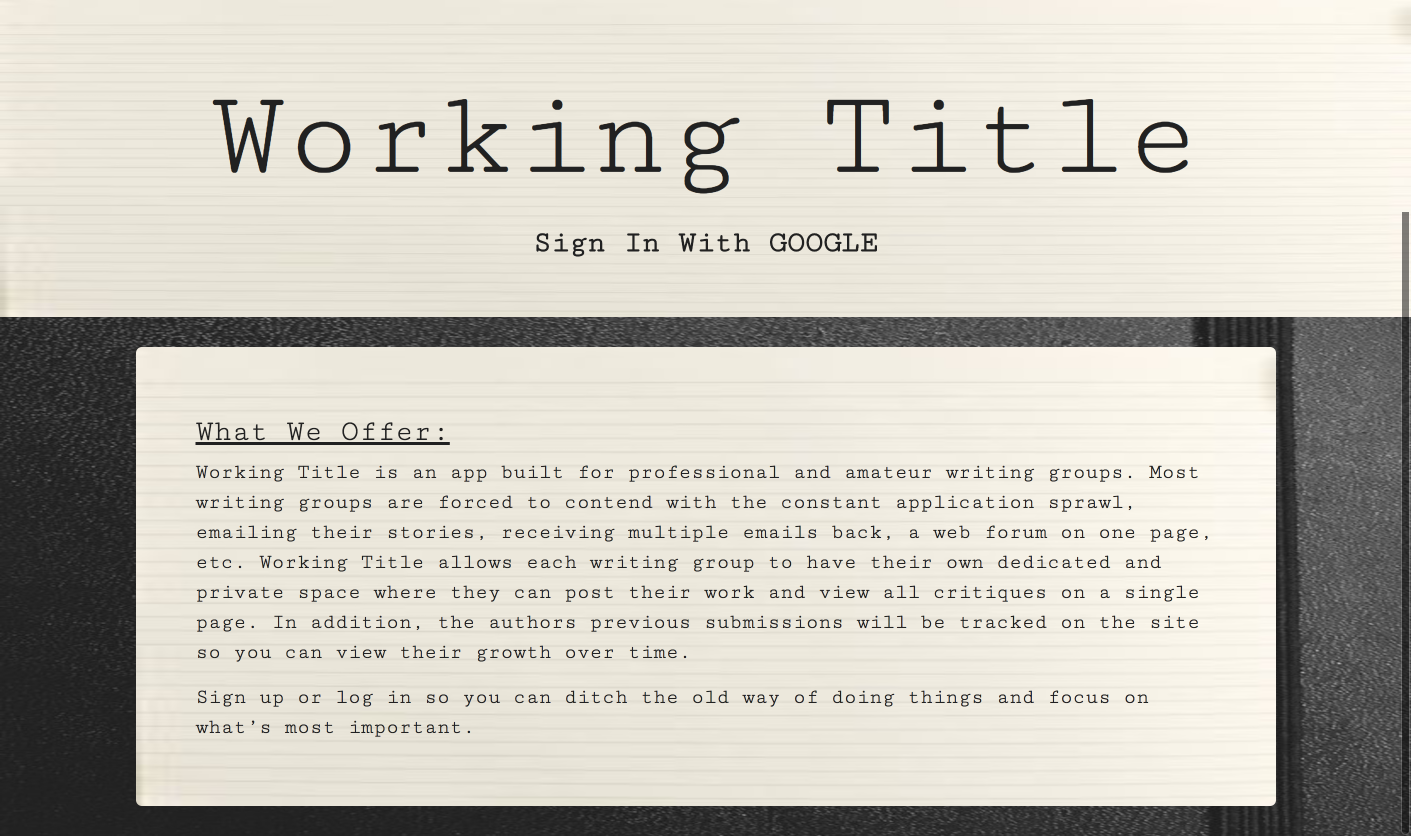 Working Title
Sign In With GOOGLE
What We Offer:
Working Title is an app built for professional and amateur writing groups. Most
writing groups are forced to contend with the constant application sprawl,
emailing their stories, receiving multiple emails back, a web forum on one page,
etc. Working Title allows each writing group to have their own dedicated and
private space where they can post their work and view all critiques on a single
page. In addition, the authors previous submissions will be tracked on the site
so you can view their growth over time.
Sign up or log in so you can ditch the old way of doing things and focus on
what’s most important.